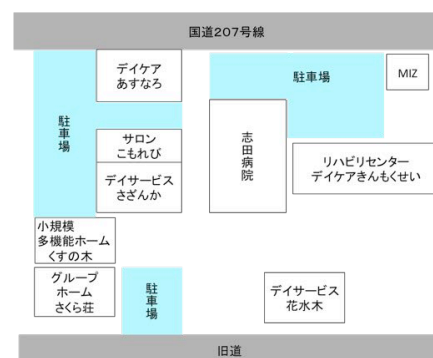 国道207号線
デイケア
あすなろ
駐車場
MIZ
駐車場
サロン
こもれび
志田病院
デイサービス
さざんか
リハビリセンター
デイケアきんもくせい
小規模
多機能ホーム
くすの木
グループ
ホーム
さくら荘
駐車場
デイサービス
花水木
旧道